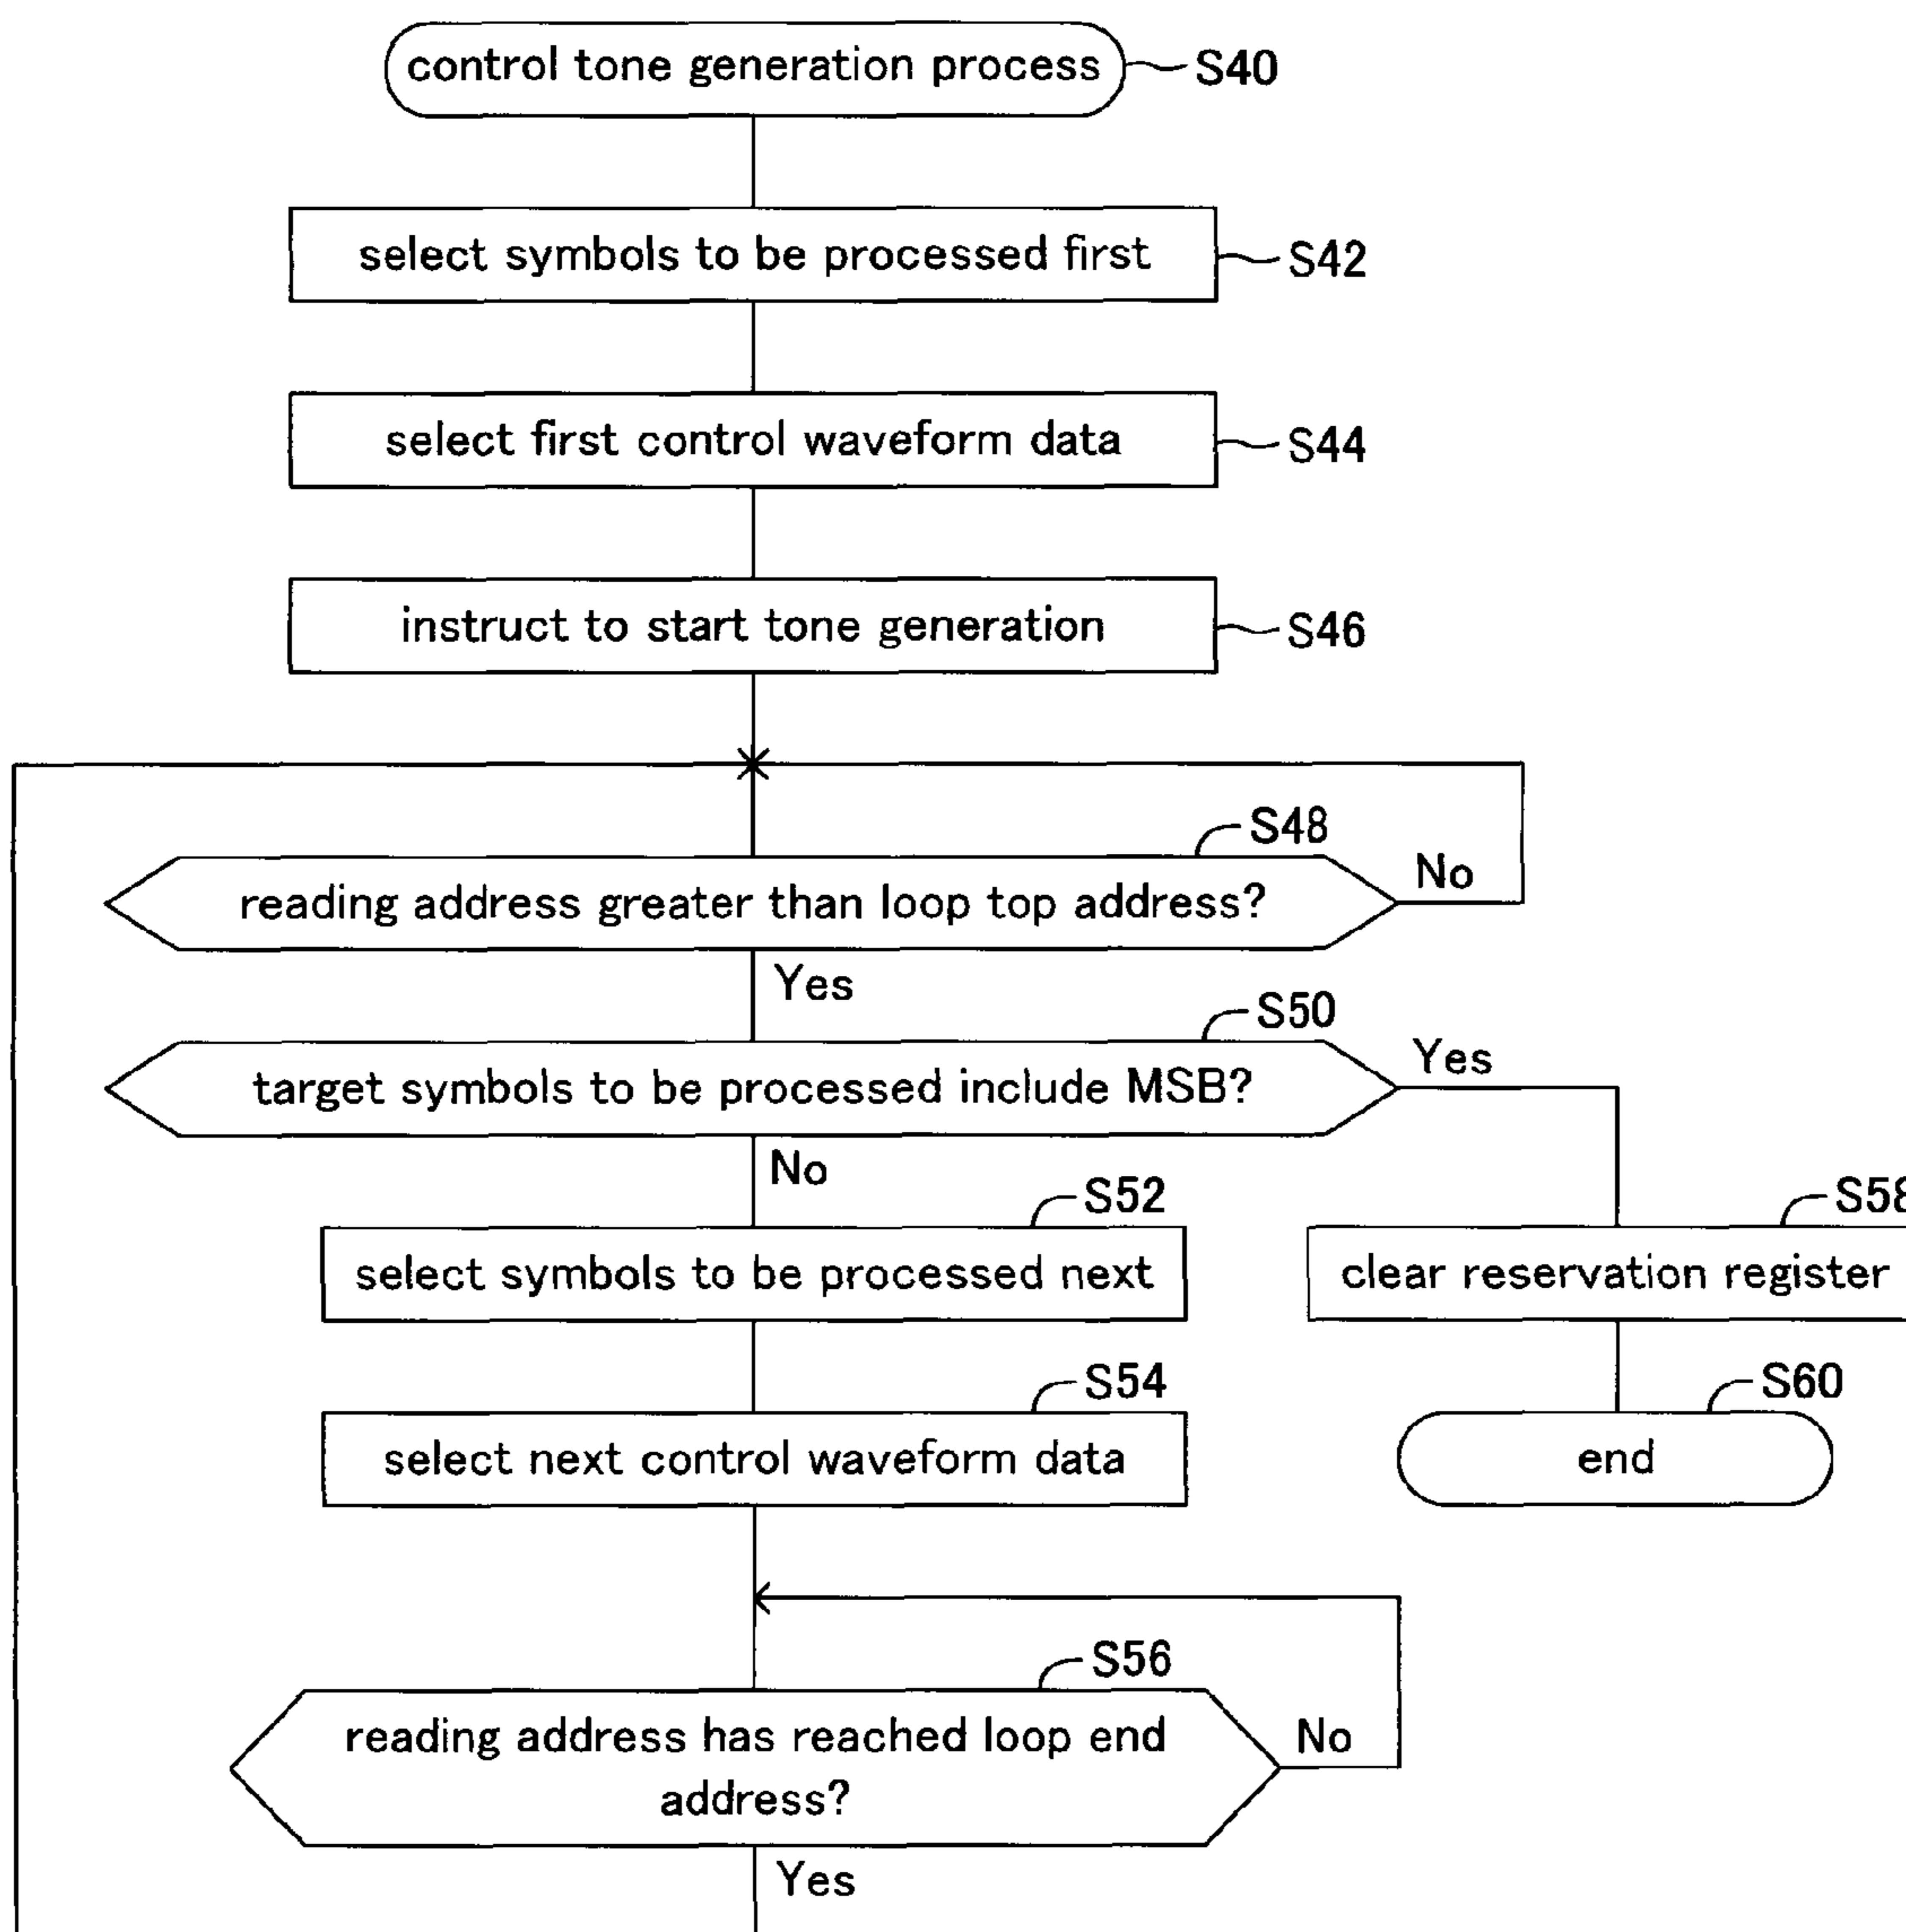 control tone generation process
S40
select symbols to be processed first
S42
select first control waveform data
S44
instruct to start tone generation
S46
S48
reading address greater than loop top address?
No
Yes
S50
target symbols to be processed include MSB?
Yes
No
S52
select symbols to be processed next
S58
clear reservation register
S54
select next control waveform data
S60
end
S56
reading address has reached loop end
address?
No
Yes